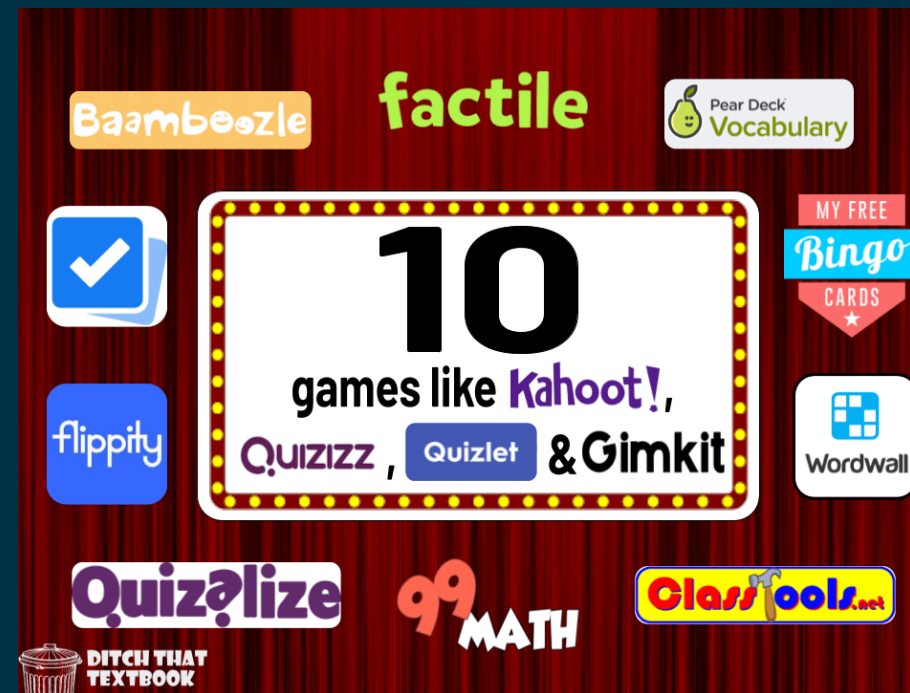 Baamboozle
factile
Pear Deck
Vocabulary
MY FREE
Bingo
CARDS
10
games like Kahoot!,
Quizizz, Quizlet & Gimkit
flippity
Wordwall
Quizalize
99
MATH
ClassTools.net
DITCH THAT
TEXTBOOK